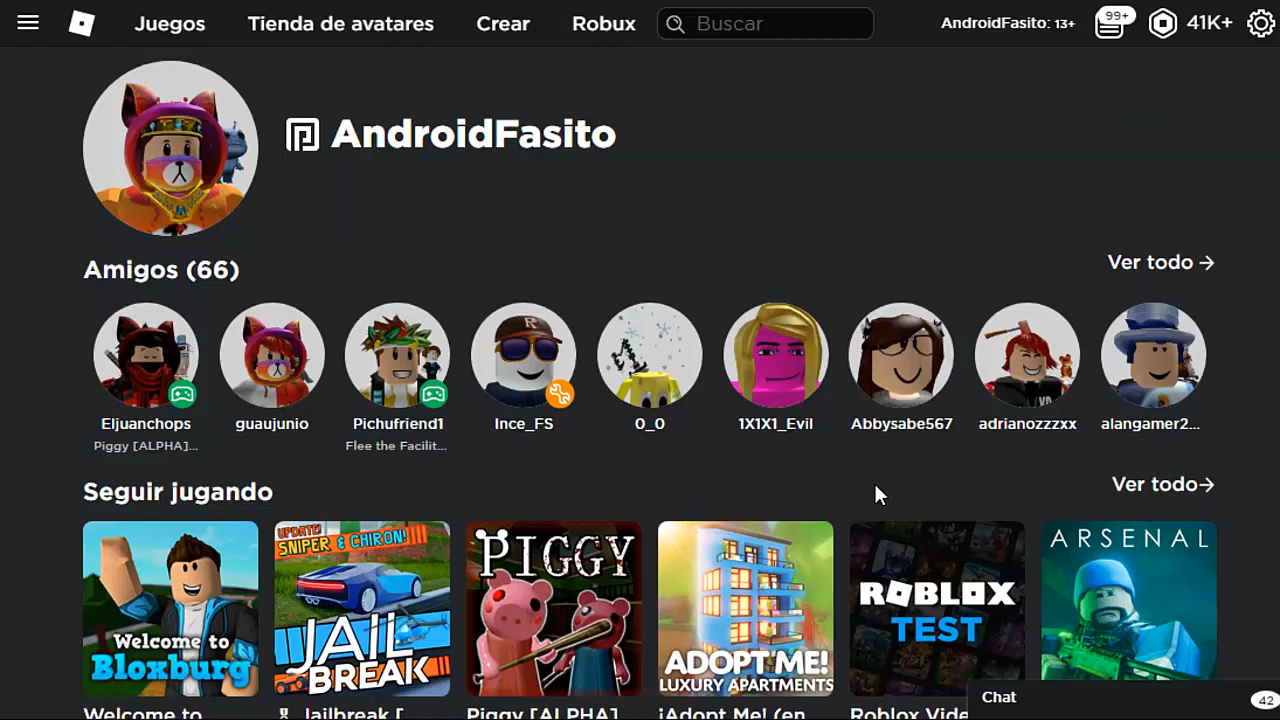 Juegos
Tienda de avatares
Crear
Robux
Buscar
AndroidFasito: 13+
99+
41K+
AndroidFasito
Amigos (66)
Ver todo
Eljuanchops
guaujunio
Pichufriend1
Ince_FS
0_0
1X1X1_Evil
Abbysabe567
adrianozzzxx
alangamer2...
Piggy [ALPHA]...
Flee the Facilit...
Seguir jugando
Ver todo
Welcome to
Bloxburg
UPDATE!
SNIPER & CHIRON!
JAIL
BREAK
PIGGY
ADOPT ME!
LUXURY APARTMENTS
ROBLOX
TEST
ARSENAL
Welcome to
Jailbreak [
Piggy [ALPHA]
¡Adopt Me! (en
Roblox Vide
Chat
42